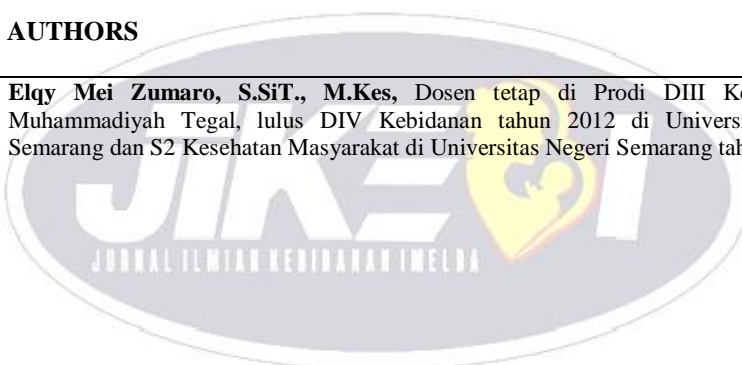 AUTHORS
Elqy Mei Zumaro, S.SiT., M.Kes, Dosen tetap di Prodi DIII
Muhammadiyah Tegal, lulus DIV Kebidanan tahun 2012 di
Semarang dan S2 Kesehatan Masyarakat di Universitas Negeri Semarang
JIKEBI
JURNAL ILMIAH KEBIDANAN IMELDA